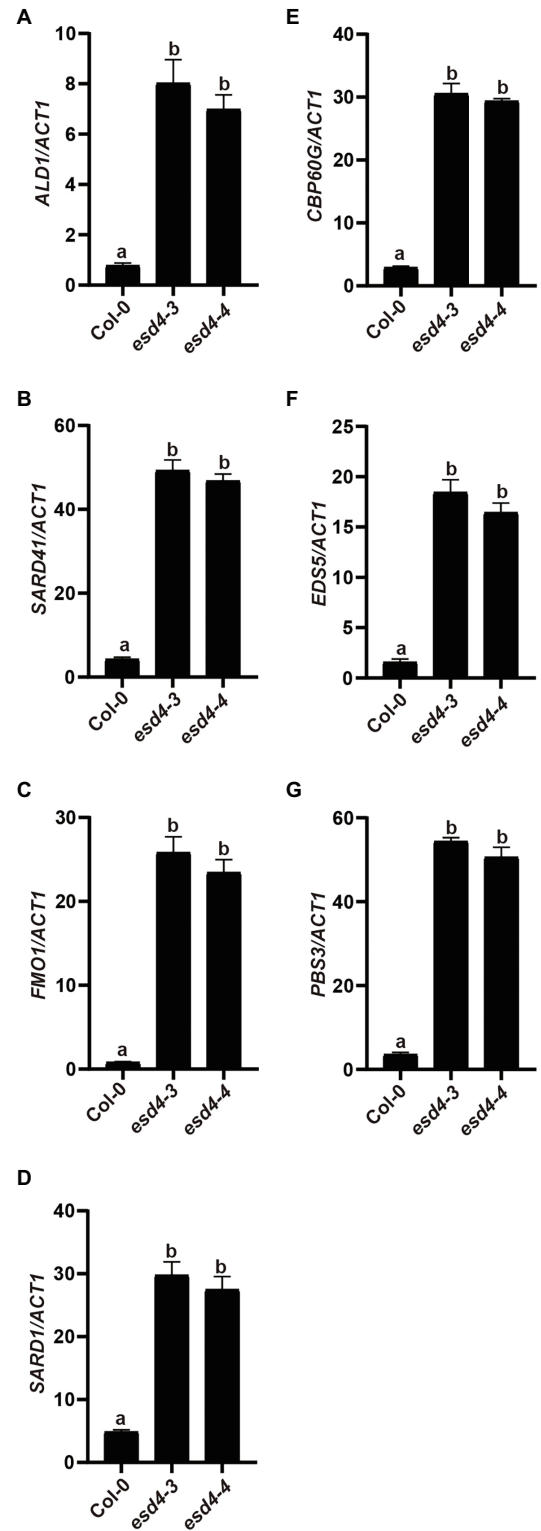 A
ALD1/ACT1
10
8
6
4
2
0
a
b
b
Col-0
esd4-3
esd4-4
E
CBP60G/ACT1
40
30
20
10
0
a
b
b
Col-0
esd4-3
esd4-4
B
SARD41/ACT1
60
40
20
0
a
b
b
Col-0
esd4-3
esd4-4
F
EDS5/ACT1
25
20
15
10
5
0
a
b
b
Col-0
esd4-3
esd4-4
C
FMO1/ACT1
30
20
10
0
a
b
b
Col-0
esd4-3
esd4-4
G
PBS3/ACT1
60
40
20
0
a
b
b
Col-0
esd4-3
esd4-4
D
SARD1/ACT1
40
30
20
10
0
a
b
b
Col-0
esd4-3
esd4-4